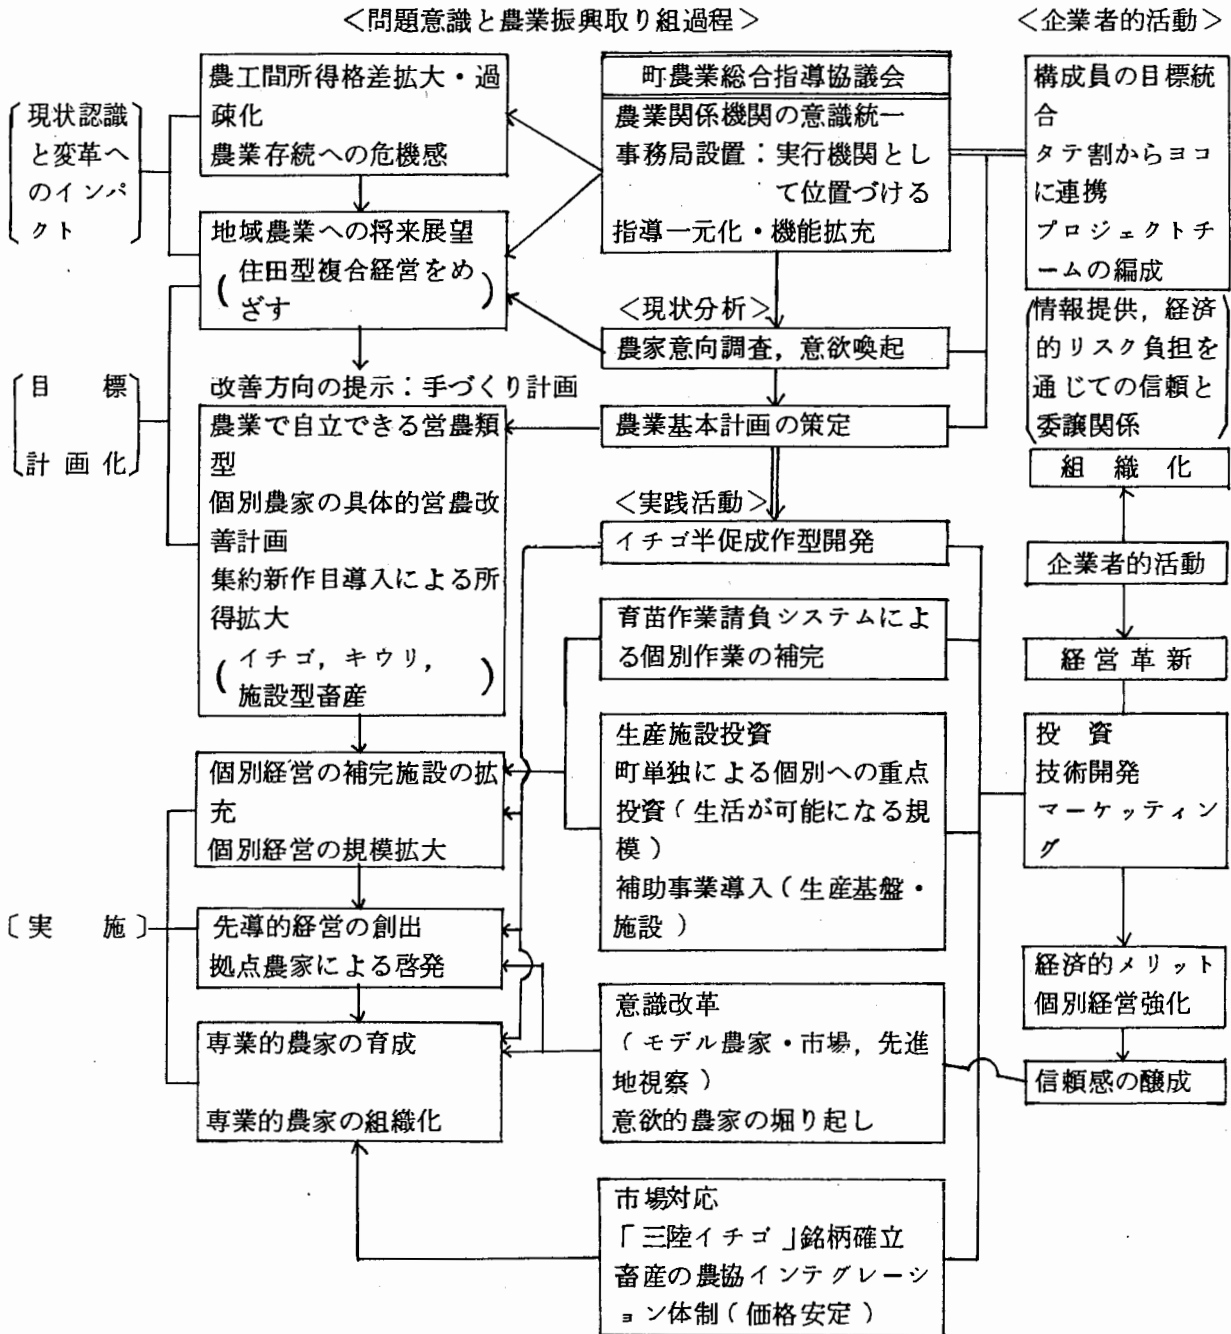 <問題意識と農業振興取り組過程>
<企業者的活動>
〔現状認識
と変革へ
のインパ
クト〕
〔目　標
計 画 化〕
〔実　施〕
農工間所得格差拡大・過
疎化
農業存続への危機感
地域農業への将来展望
(住田型複合経営をめ
ざす)
改善方向の提示：手づくり計画
農業で自立できる営農類
型
個別農家の具体的営農改
善計画
集約新作目導入による所
得拡大
(イチゴ，キウリ，
施設型畜産)
個別経営の補完施設の拡
充
個別経営の規模拡大
先導的経営の創出
拠点農家による啓発
専業的農家の育成
専業的農家の組織化
町農業総合指導協議会
農業関係機関の意識統一
事務局設置：実行機関とし
て位置づける
指導一元化・機能拡充
<現状分析>
農家意向調査，意欲喚起
農業基本計画の策定
<実践活動>
イチゴ半促成作型開発
育苗作業請負システムによ
る個別作業の補完
生産施設投資
町単独による個別への重点
投資(生活が可能になる規
模)
補助事業導入(生産基盤・
施設)
意識改革
(モデル農家・市場，先進
地視察)
意欲的農家の堀り起し
市場対応
「三陸イチゴ」銘柄確立
畜産の農協インテグレーシ
ョン体制(価格安定)
構成員の目標統
合
タテ割からヨコ
に連携
プロジェクトチ
ームの編成
(情報提供，経済
的リスク負担を
通じての信頼と
委譲関係)
組　織　化
企業者的活動
経 営 革 新
投　資
技術開発
マーケッティン
グ
経済的メリット
個別経営強化
信頼感の醸成